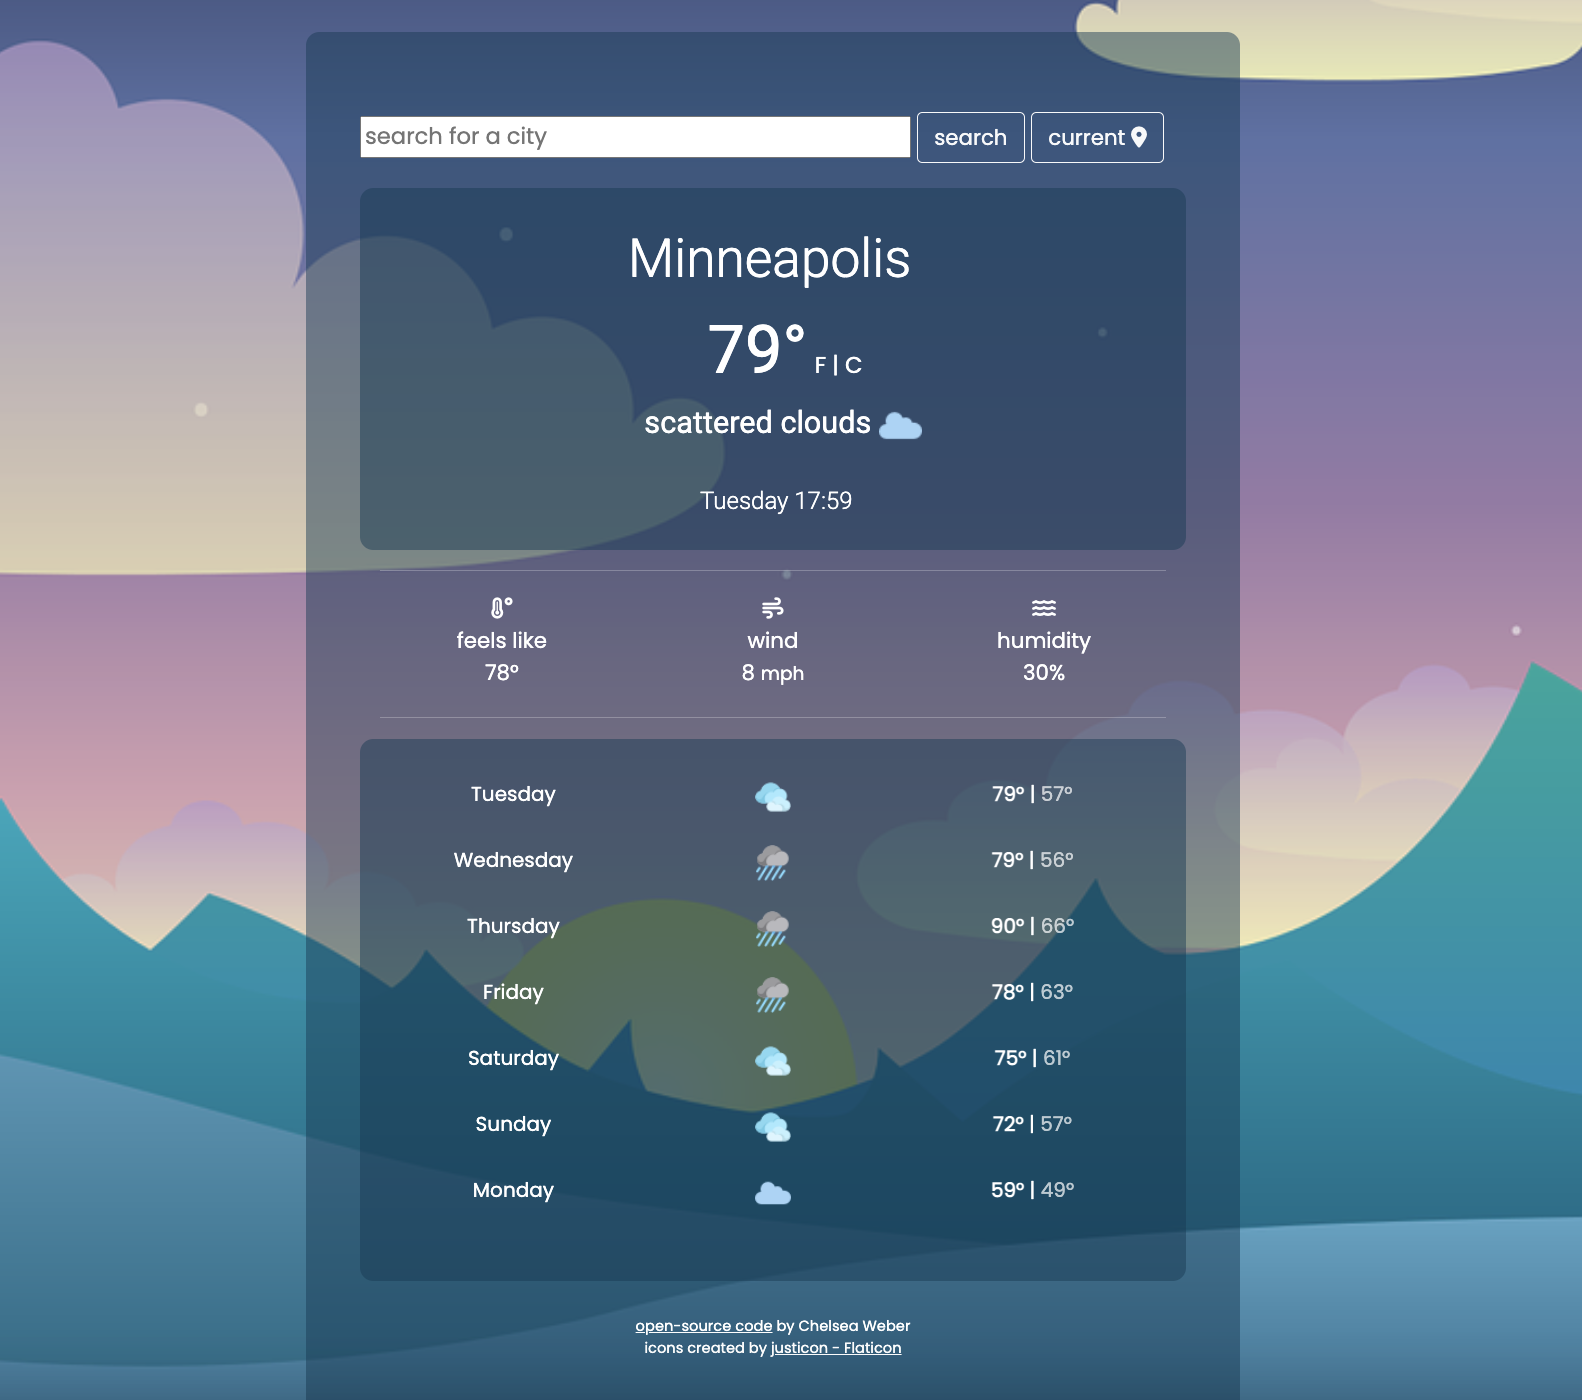 search for a city search current
Minneapolis
79° F | C
scattered clouds
Tuesday 17:59
feels like wind humidity
78° 8 mph 30%
Tuesday 79° | 57°
Wednesday 79° | 56°
Thursday 90° | 66°
Friday 78° | 63°
Saturday 75° | 61°
Sunday 72° | 57°
Monday 59° | 49°
open-source code by Chelsea Weber
icons created by justicon - Flaticon